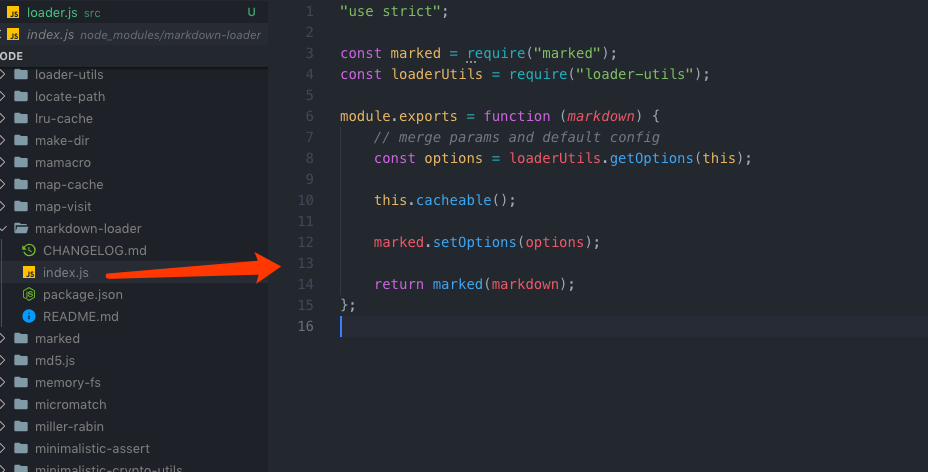 loader.js src U
index.js node_modules/markdown-loader
ODE
loader-utils
locate-path
lru-cache
make-dir
mamacro
map-cache
map-visit
markdown-loader
CHANGELOG.md
index.js
package.json
README.md
marked
md5.js
memory-fs
micromatch
miller-rabin
minimalistic-assert
minimalistic-crypto-utils
1 "use strict";
2
3 const marked = require("marked");
4 const loaderUtils = require("loader-utils");
5
6 module.exports = function (markdown) {
7 // merge params and default config
8 const options = loaderUtils.getOptions(this);
9
10 this.cacheable();
11
12 marked.setOptions(options);
13
14 return marked(markdown);
15 };
16